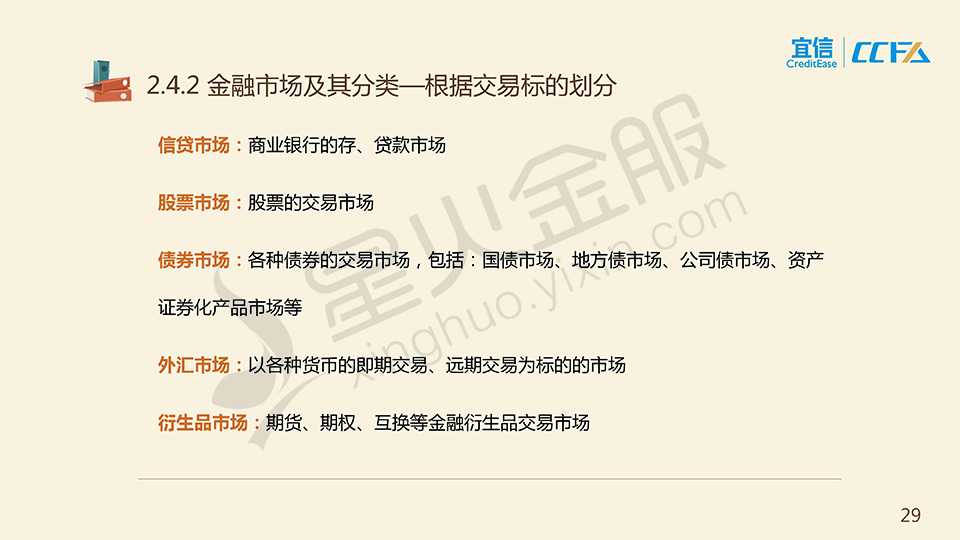 宜信
CreditEase
CCFA
2.4.2 金融市场及其分类—根据交易标的划分
信贷市场：商业银行的存、贷款市场
股票市场：股票的交易市场
债券市场：各种债券的交易市场，包括：国债市场、地方债市场、公司债市场、资产
证券化产品市场等
外汇市场：以各种货币的即期交易、远期交易为标的的市场
衍生品市场：期货、期权、互换等金融衍生品交易市场
星火金服
xinghuo.yixin.com
29